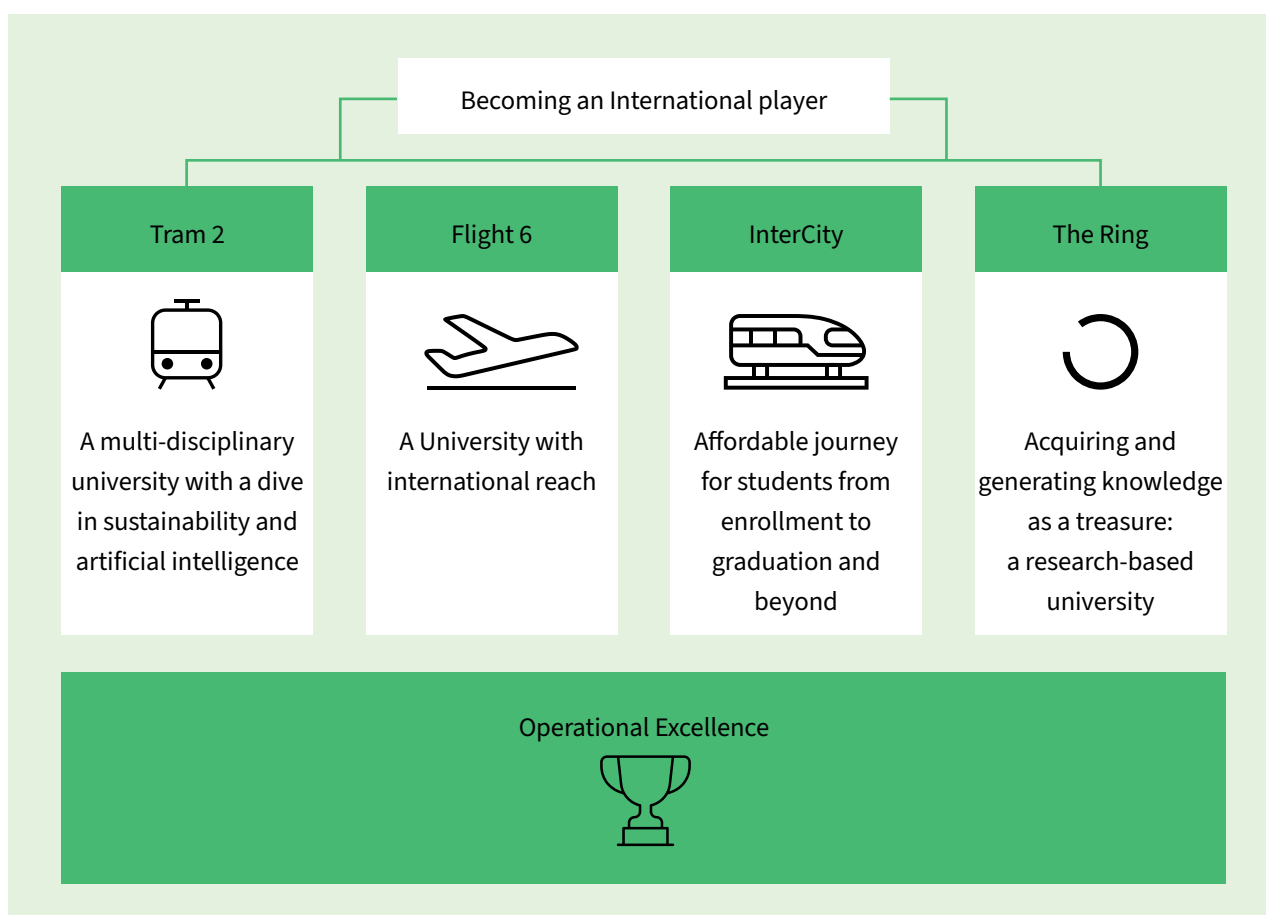 Becoming an International player
Tram 2
A multi-disciplinary
university with a dive
in sustainability and
artificial intelligence
Flight 6
A University with
international reach
InterCity
Affordable journey
for students from
enrollment to
graduation and
beyond
The Ring
Acquiring and
generating knowledge
as a treasure:
a research-based
university
Operational Excellence